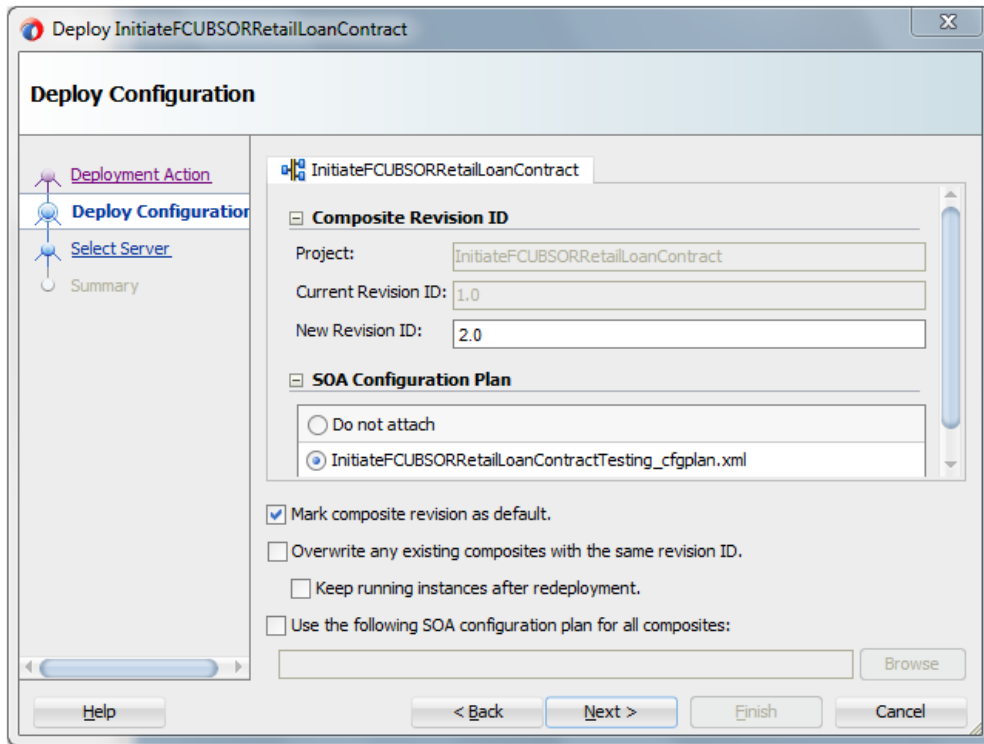 Deploy InitiateFCUBSORRetailLoanContract
Deploy Configuration
Deployment Action
Deploy Configuration
Select Server
Summary
InitiateFCUBSORRetailLoanContract
Composite Revision ID
Project: InitiateFCUBSORRetailLoanContract
Current Revision ID: 1.0
New Revision ID: 2.0
SOA Configuration Plan
Do not attach
InitiateFCUBSORRetailLoanContractTesting_cfgplan.xml
Mark composite revision as default.
Overwrite any existing composites with the same revision ID.
Keep running instances after redeployment.
Use the following SOA configuration plan for all composites:
Browse
Help < Back Next > Finish Cancel